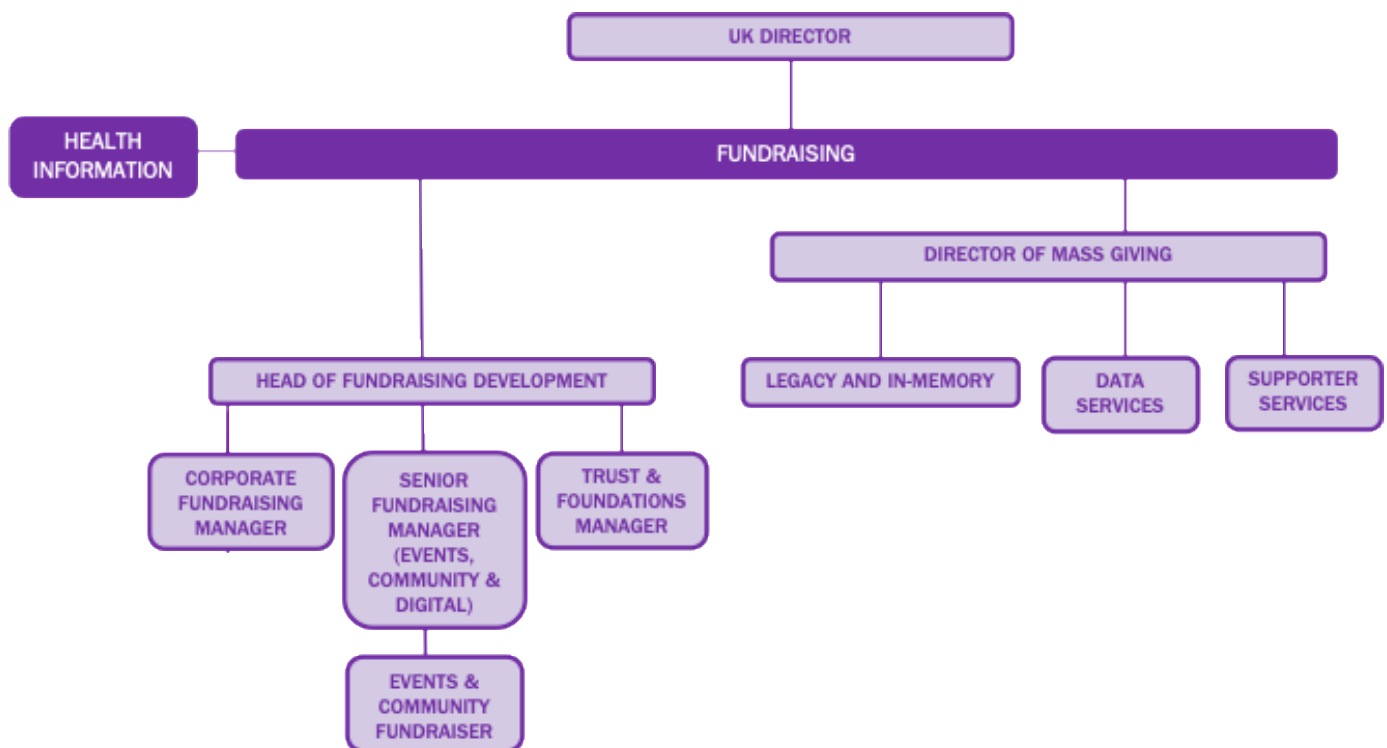 UK DIRECTOR
HEALTH
INFORMATION
FUNDRAISING
DIRECTOR OF MASS GIVING
HEAD OF FUNDRAISING DEVELOPMENT
LEGACY AND IN-MEMORY
DATA
SERVICES
SUPPORTER
SERVICES
CORPORATE
FUNDRAISING
MANAGER
SENIOR
FUNDRAISING
MANAGER
(EVENTS,
COMMUNITY &
DIGITAL)
TRUST &
FOUNDATIONS
MANAGER
EVENTS &
COMMUNITY
FUNDRAISER